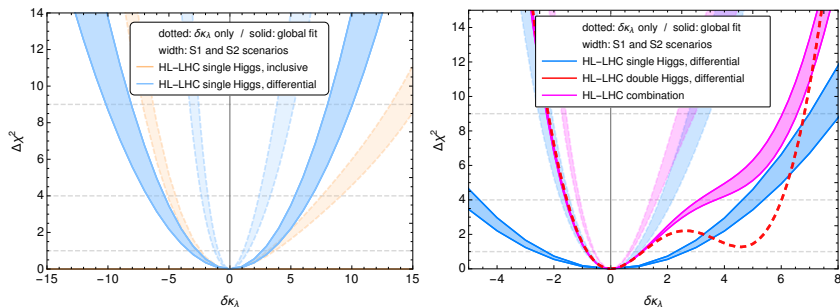 dotted: δκλ only / solid: global fit
width: S1 and S2 scenarios
HL-LHC single Higgs, inclusive
HL-LHC single Higgs, differential
Δχ²
14
12
10
8
6
4
2
0
−15 −10 −5 0 5 10 15
δκλ
dotted: δκλ only / solid: global fit
width: S1 and S2 scenarios
HL-LHC single Higgs, differential
HL-LHC double Higgs, differential
HL-LHC combination
Δχ²
14
12
10
8
6
4
2
0
−4 −2 0 2 4 6 8
δκλ